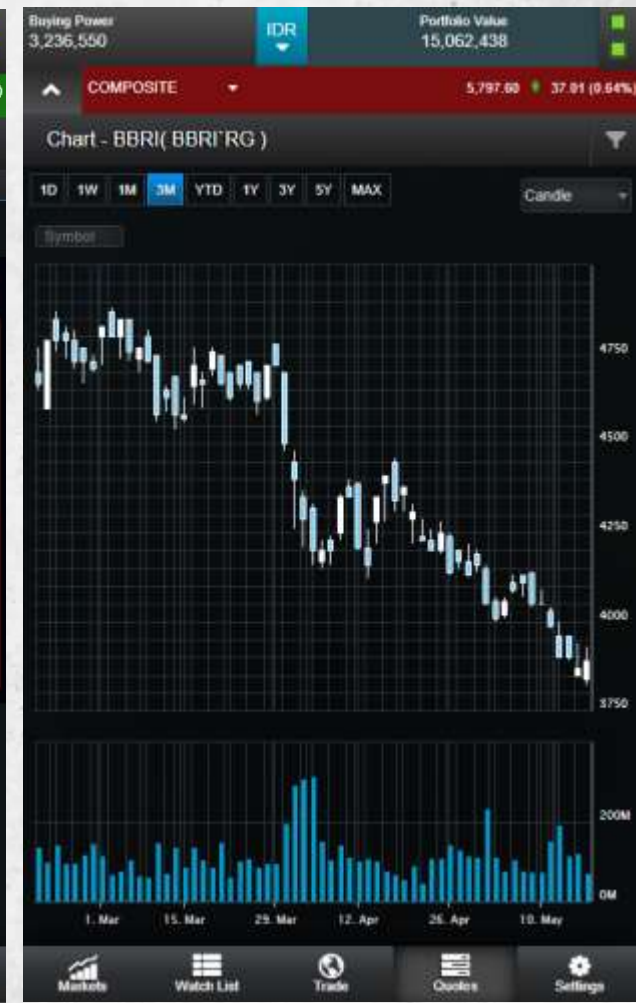 Buying Power
3,236,550
IDR
Portfolio Value
15,062,438
COMPOSITE
5,797.60 37.01 (0.64%)
Chart - BBRI( BBRI`RG )
1D 1W 1M 3M YTD 1Y 3Y 5Y MAX
Candle
Symbol
4750
4500
4250
4000
3750
200M
0M
1. Mar 15. Mar 29. Mar 12. Apr 26. Apr 10. May
Markets Watch List Trade Quotes Settings